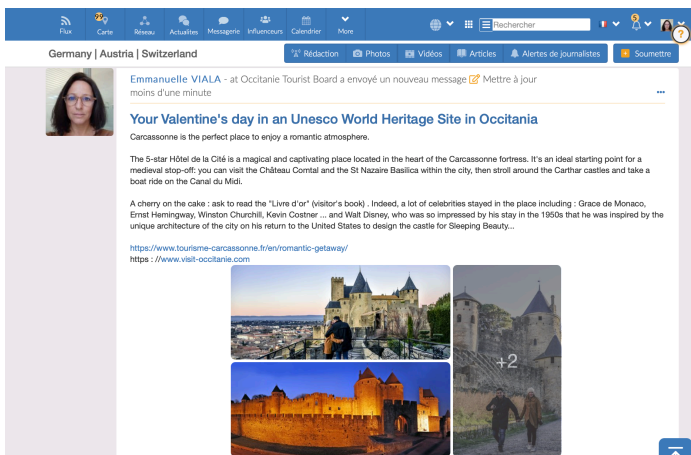 Flux
Carte
Réseau
Actualites
Messagerie
Influenceurs
Calendrier
More
Rechercher
5
?
Germany | Austria | Switzerland
Rédaction
Photos
Vidéos
Articles
Alertes de journalistes
Soumettre
Emmanuelle VIALA - at Occitanie Tourist Board a envoyé un nouveau message Mettre à jour
moins d'une minute
Your Valentine's day in an Unesco World Heritage Site in Occitania
Carcassonne is the perfect place to enjoy a romantic atmosphere.
The 5-star Hôtel de la Cité is a magical and captivating place located in the heart of the Carcassonne fortress. It's an ideal starting point for a
medieval stop-off: you can visit the Château Comtal and the St Nazaire Basilica within the city, then stroll around the Carthar castles and take a
boat ride on the Canal du Midi.
A cherry on the cake : ask to read the "Livre d'or" (visitor's book) . Indeed, a lot of celebrities stayed in the place including : Grace de Monaco,
Ernst Hemingway, Winston Churchill, Kevin Costner ... and Walt Disney, who was so impressed by his stay in the 1950s that he was inspired by the
unique architecture of the city on his return to the United States to design the castle for Sleeping Beauty...
https://www.tourisme-carcassonne.fr/en/romantic-getaway/
https : //www.visit-occitanie.com
+2